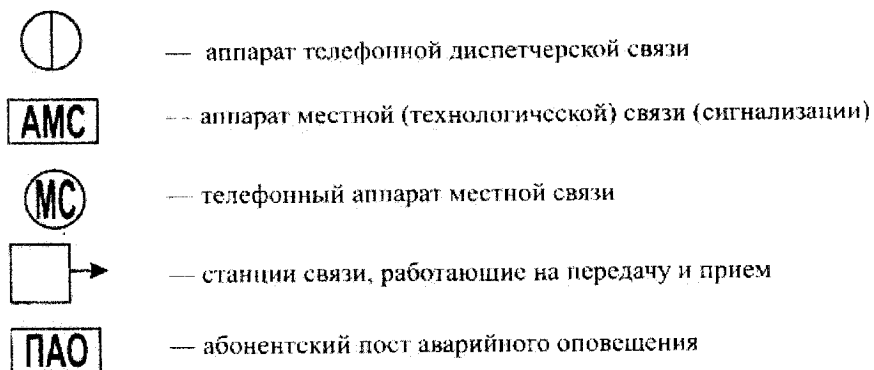 — аппарат телефонной диспетчерской связи
АМС — аппарат местной (технологической) связи (сигнализации)
МС — телефонный аппарат местной связи
— станции связи, работающие на передачу и прием
ПАО — абонентский пост аварийного оповещения